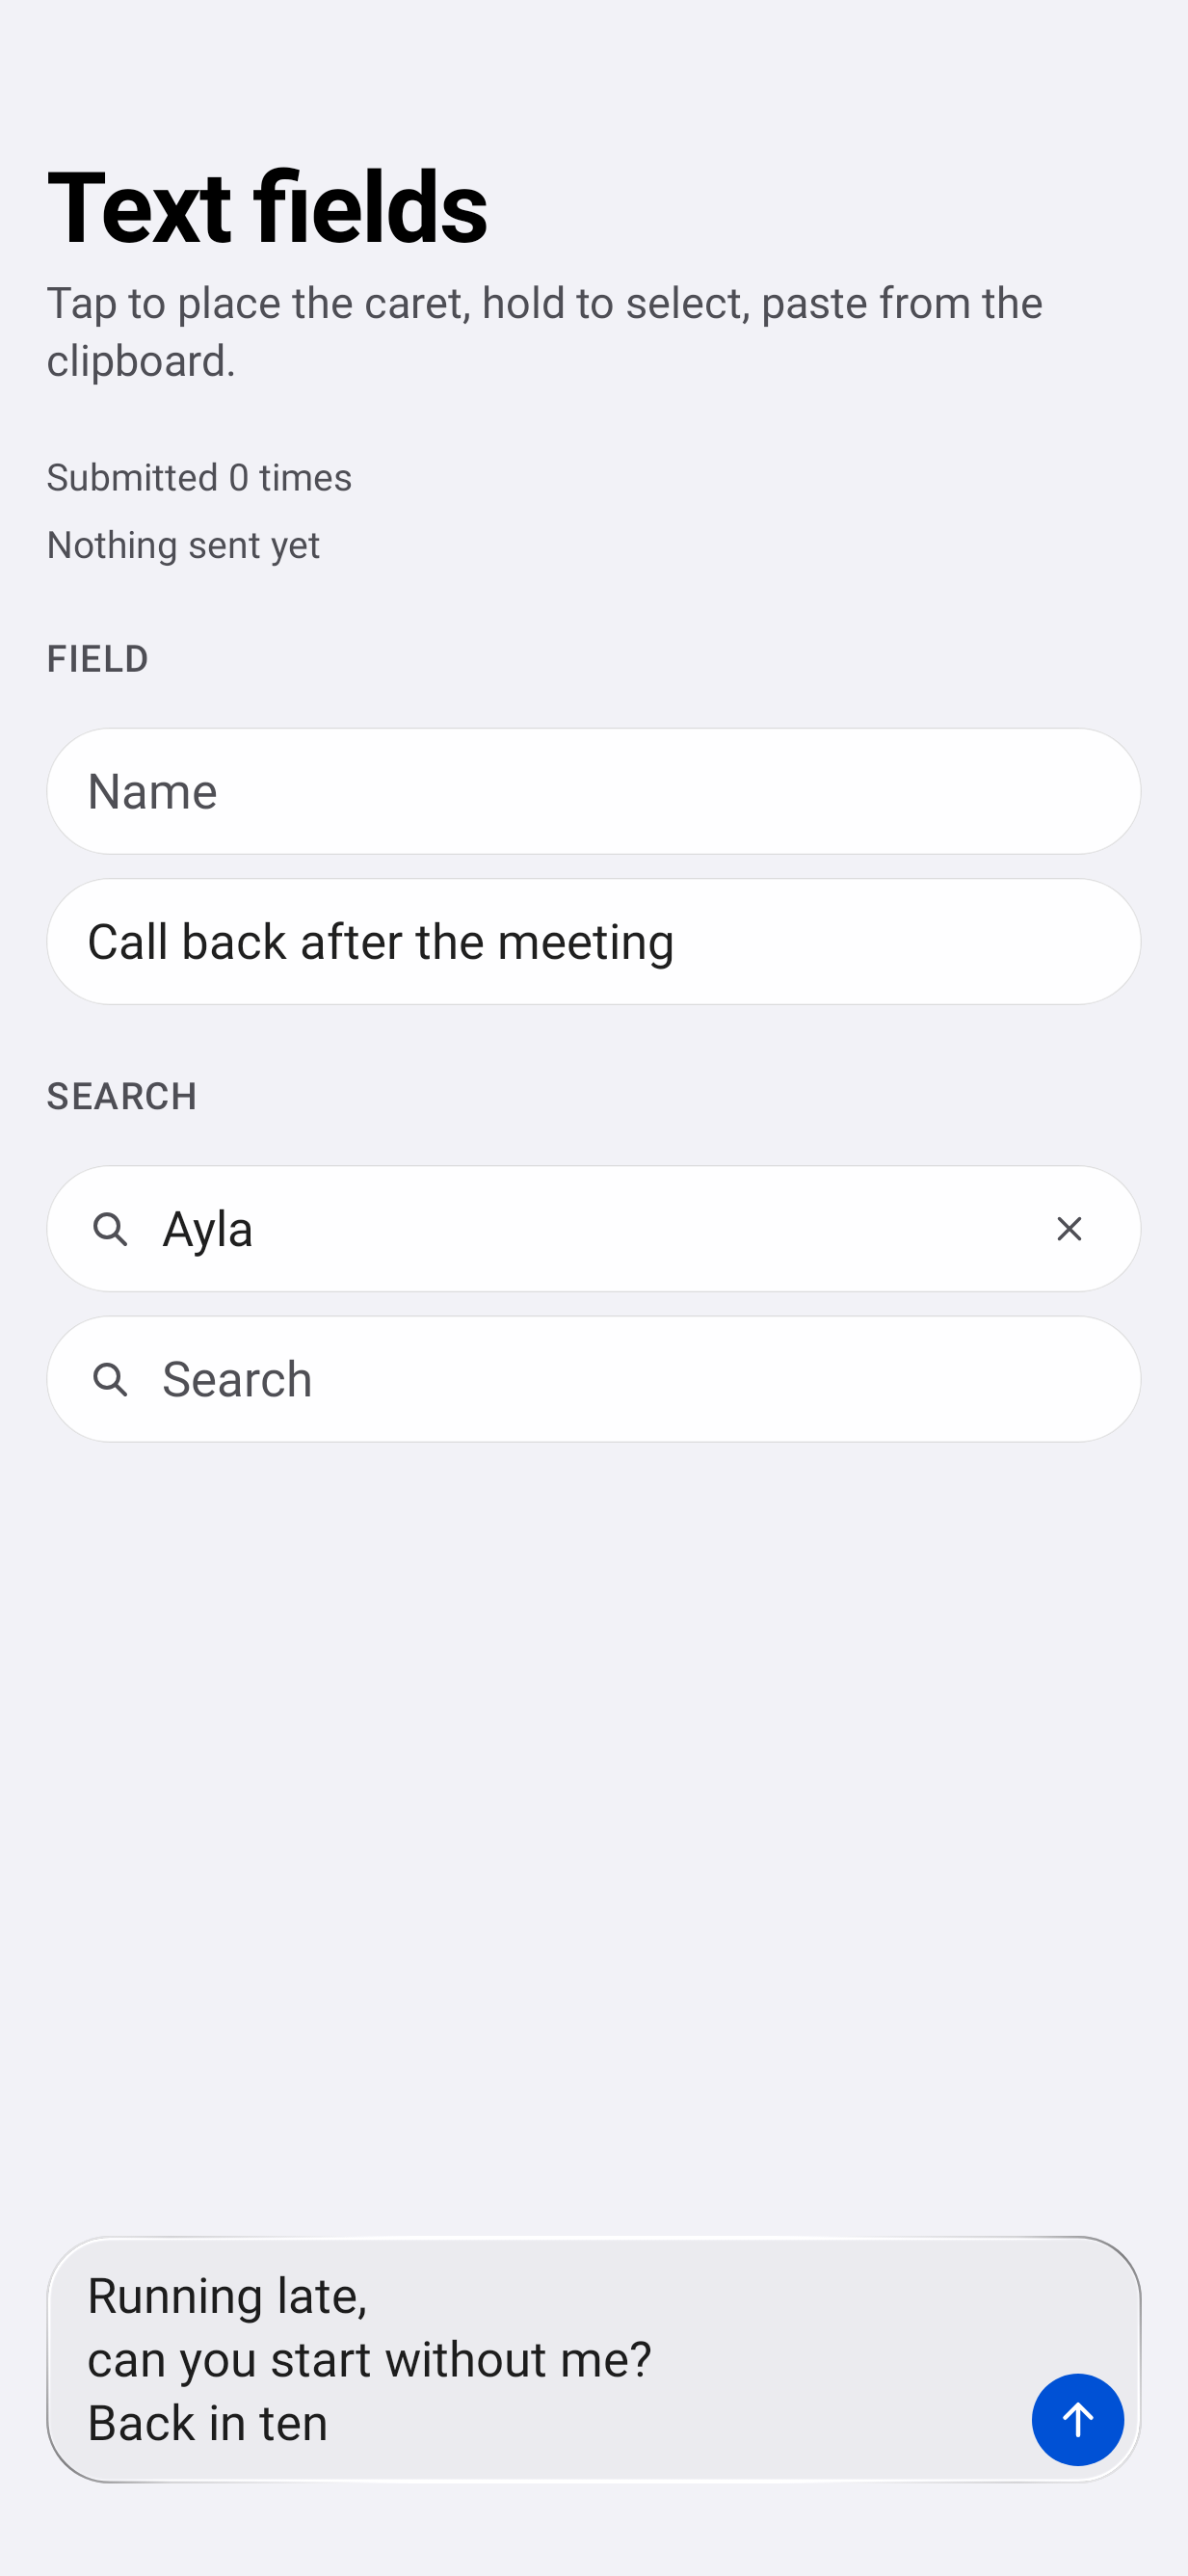 Text fields
Tap to place the caret, hold to select, paste from the
clipboard.
Submitted 0 times
Nothing sent yet
FIELD
Name
Call back after the meeting
SEARCH
Ayla
Search
Running late,
can you start without me?
Back in ten